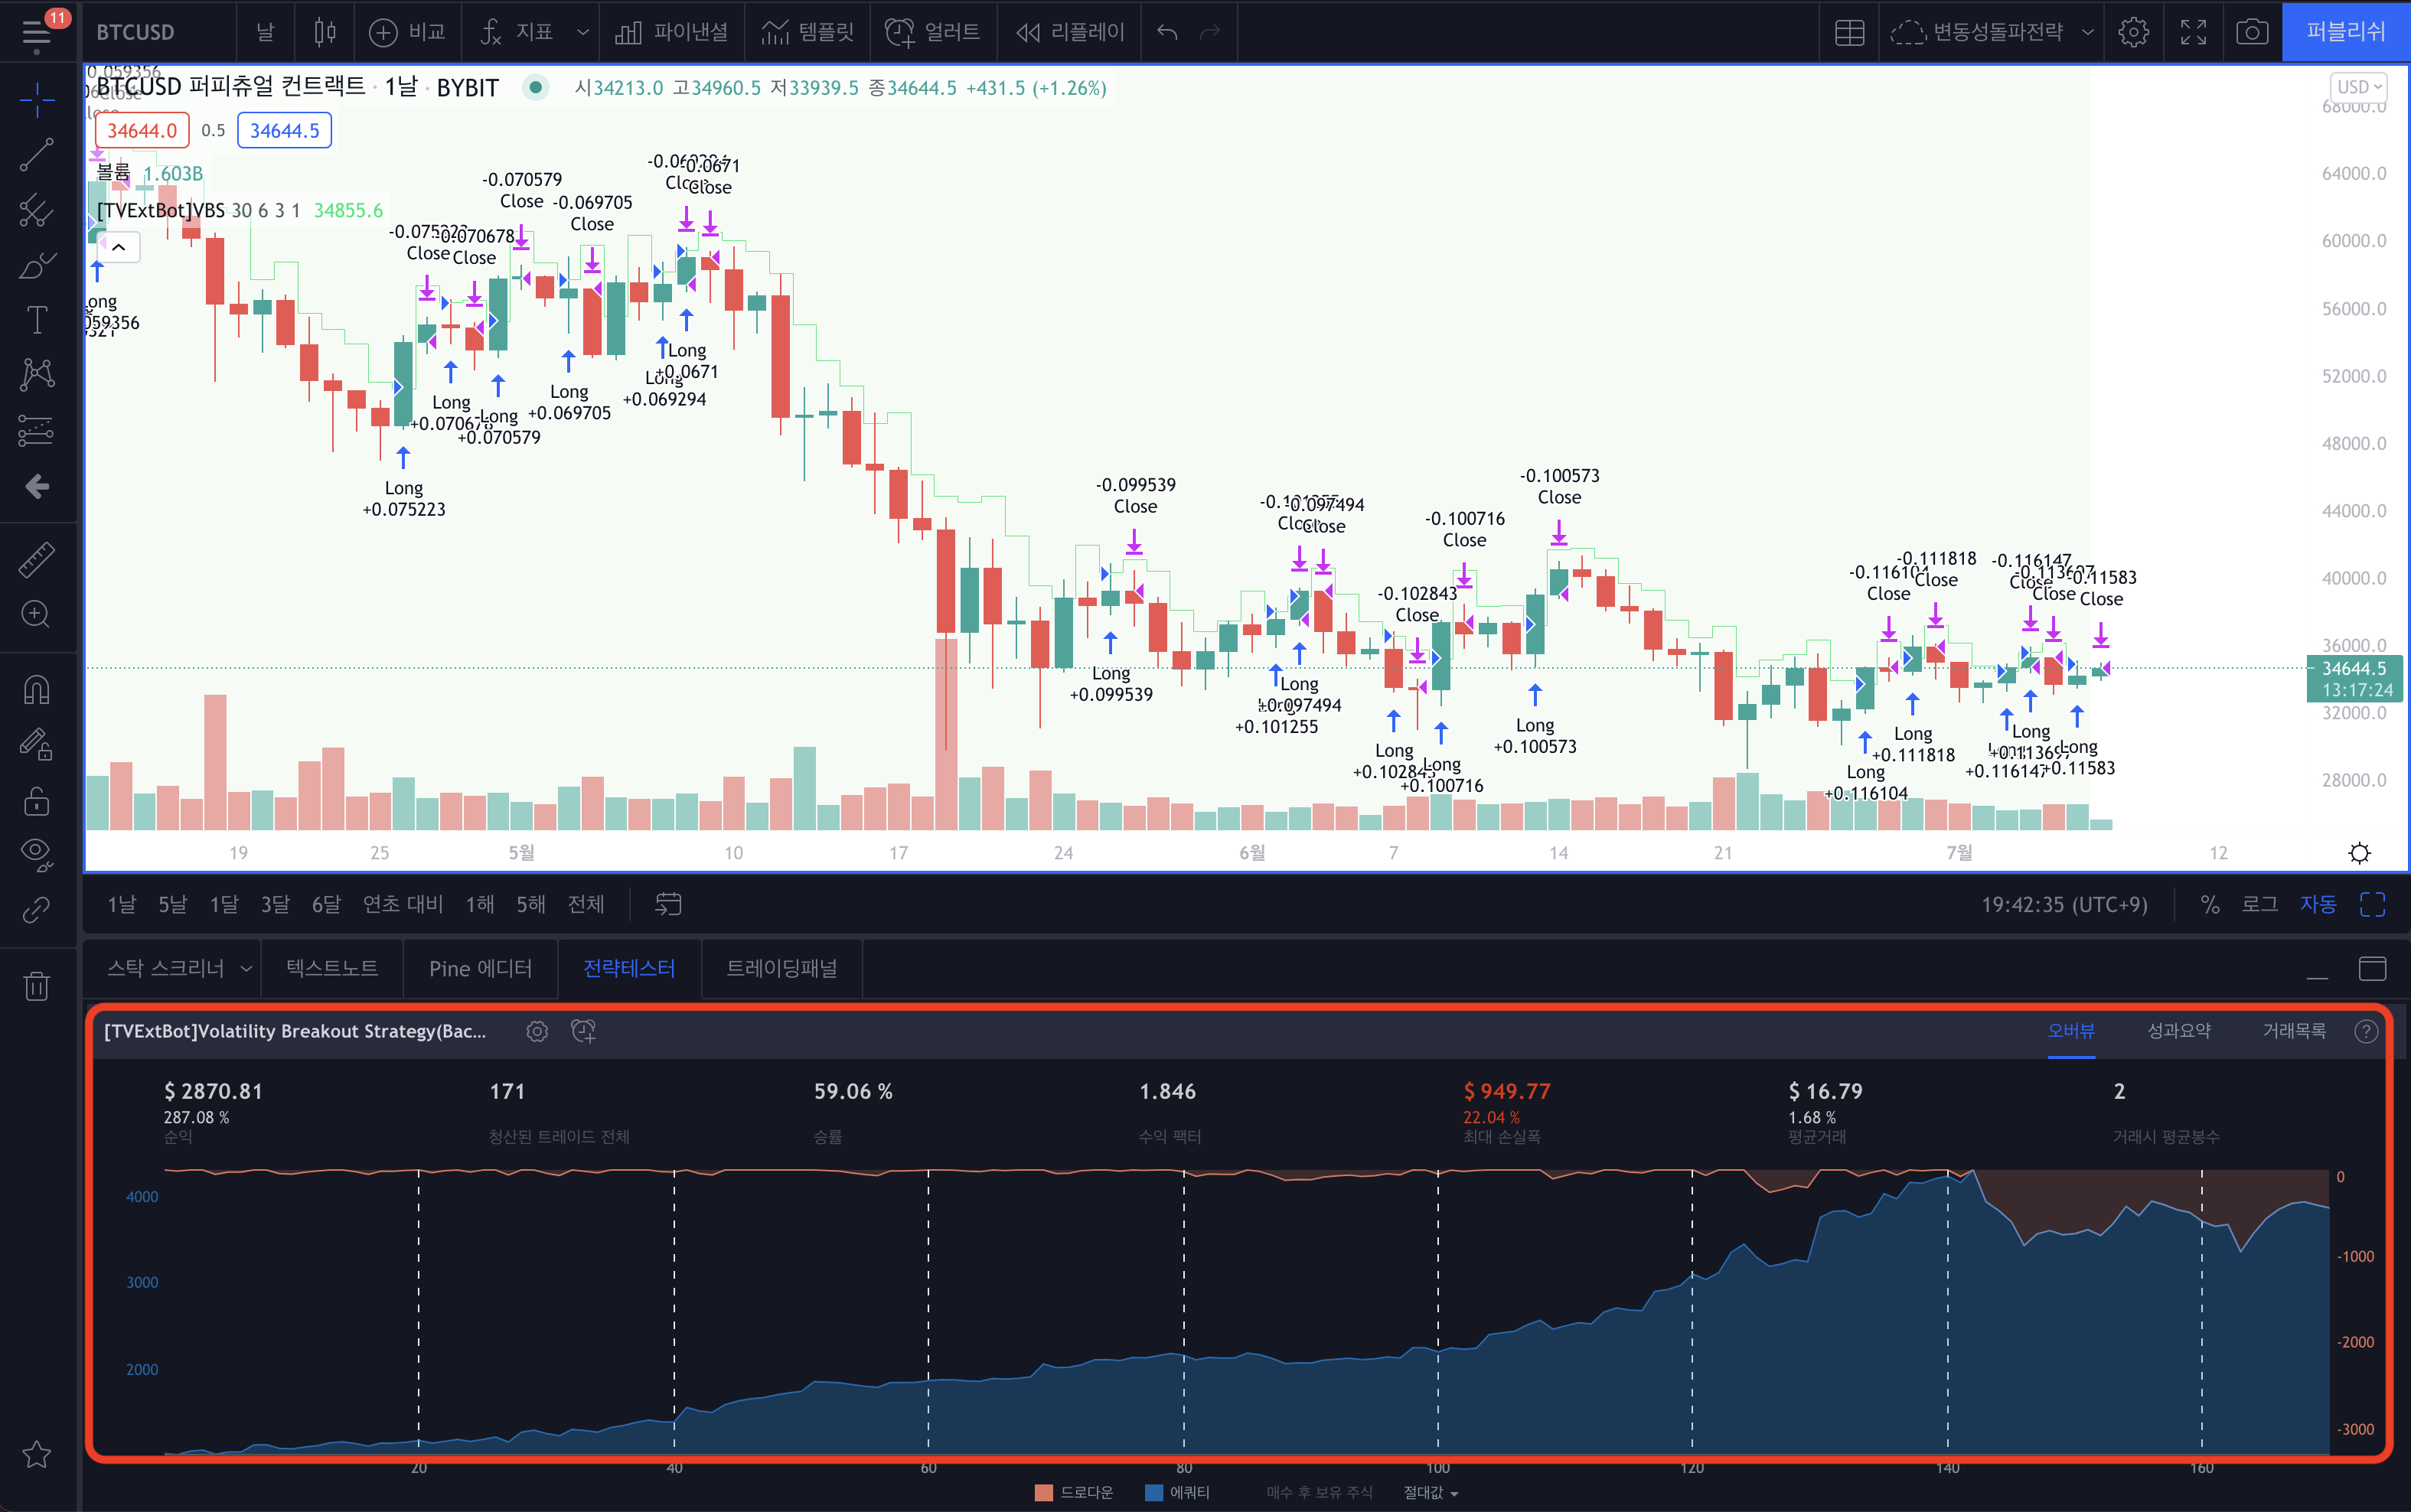 11
BTCUSD 날 비교 지표 파이낸셜 템플릿 얼러트 리플레이 변동성돌파전략 퍼블리쉬
BTCUSD 퍼피츄얼 컨트랙트 · 1날 · BYBIT 시34213.0 고34960.5 저33939.5 종34644.5 +431.5 (+1.26%)
34644.0 0.5 34644.5
볼륨 1.603B
[TVExtBot]VBS 30 6 3 1 34855.6
USD
68000.0
64000.0
60000.0
56000.0
52000.0
48000.0
44000.0
40000.0
36000.0
34644.5
13:17:24
32000.0
28000.0
-0.070678
Close
Close
-0.070579
Close
-0.069705
Close
-0.0671
Close
Long
+0.075223
Long
Long
+0.070579
Long
+0.069705
Long
+0.0671
+0.069294
-0.099539
Close
Long
+0.099539
-0.097494
Close
Long
+0.097494
+0.101255
-0.102843
Close
Long
+0.102843
-0.100716
Close
Long
+0.100716
-0.100573
Close
Long
+0.100573
-0.116104
Close
Long
+0.116104
-0.111818
Close
Long
+0.111818
-0.116147
Close
Long
+0.116147
-0.11583
Close
Long
+0.11583
19 25 5월 10 17 24 6월 7 14 21 7월 12
1날 5날 1달 3달 6달 연초 대비 1해 5해 전체 19:42:35 (UTC+9) % 로그 자동
스탁 스크리너 텍스트노트 Pine 에디터 전략테스터 트레이딩패널
[TVExtBot]Volatility Breakout Strategy(Bac... 오버뷰 성과요약 거래목록 ?
$ 2870.81 171 59.06 % 1.846 $ 949.77 $ 16.79 2
287.08 % 22.04 % 1.68 %
순익 청산된 트레이드 전체 승률 수익 팩터 최대 손실폭 평균거래 거래시 평균봉수
4000
3000
2000
0
-1000
-2000
-3000
20 40 60 80 100 120 140 160
드로다운 에쿼티 매수 후 보유 주식 절대값